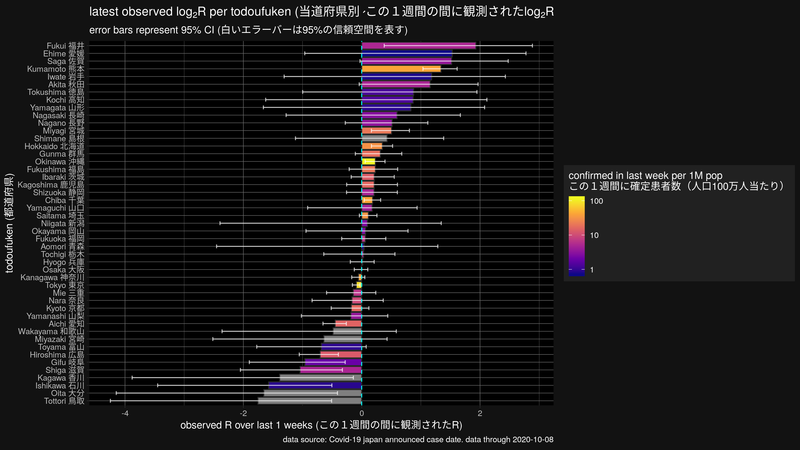 latest observed log₂R per todoufuken (当道府県別 この１週間の間に観測されたlog₂R
error bars represent 95% CI (白いエラーバーは95%の信頼空間を表す)
todoufuken (都道府県)
Fukui 福井
Ehime 愛媛
Saga 佐賀
Kumamoto 熊本
Iwate 岩手
Akita 秋田
Tokushima 徳島
Kochi 高知
Yamagata 山形
Nagasaki 長崎
Nagano 長野
Miyagi 宮城
Shimane 島根
Hokkaido 北海道
Gunma 群馬
Okinawa 沖縄
Fukushima 福島
Ibaraki 茨城
Kagoshima 鹿児島
Shizuoka 静岡
Chiba 千葉
Yamaguchi 山口
Saitama 埼玉
Niigata 新潟
Okayama 岡山
Fukuoka 福岡
Aomori 青森
Tochigi 栃木
Hyogo 兵庫
Osaka 大阪
Kanagawa 神奈川
Tokyo 東京
Mie 三重
Nara 奈良
Kyoto 京都
Yamanashi 山梨
Aichi 愛知
Wakayama 和歌山
Miyazaki 宮崎
Toyama 富山
Hiroshima 広島
Gifu 岐阜
Shiga 滋賀
Kagawa 香川
Ishikawa 石川
Oita 大分
Tottori 鳥取
-4 -2 0 2
observed R over last 1 weeks (この１週間の間に観測されたR)
data source: Covid-19 japan announced case date. data through 2020-10-08
confirmed in last week per 1M pop
この１週間に確定患者数（人口100万人当たり）
100
10
1